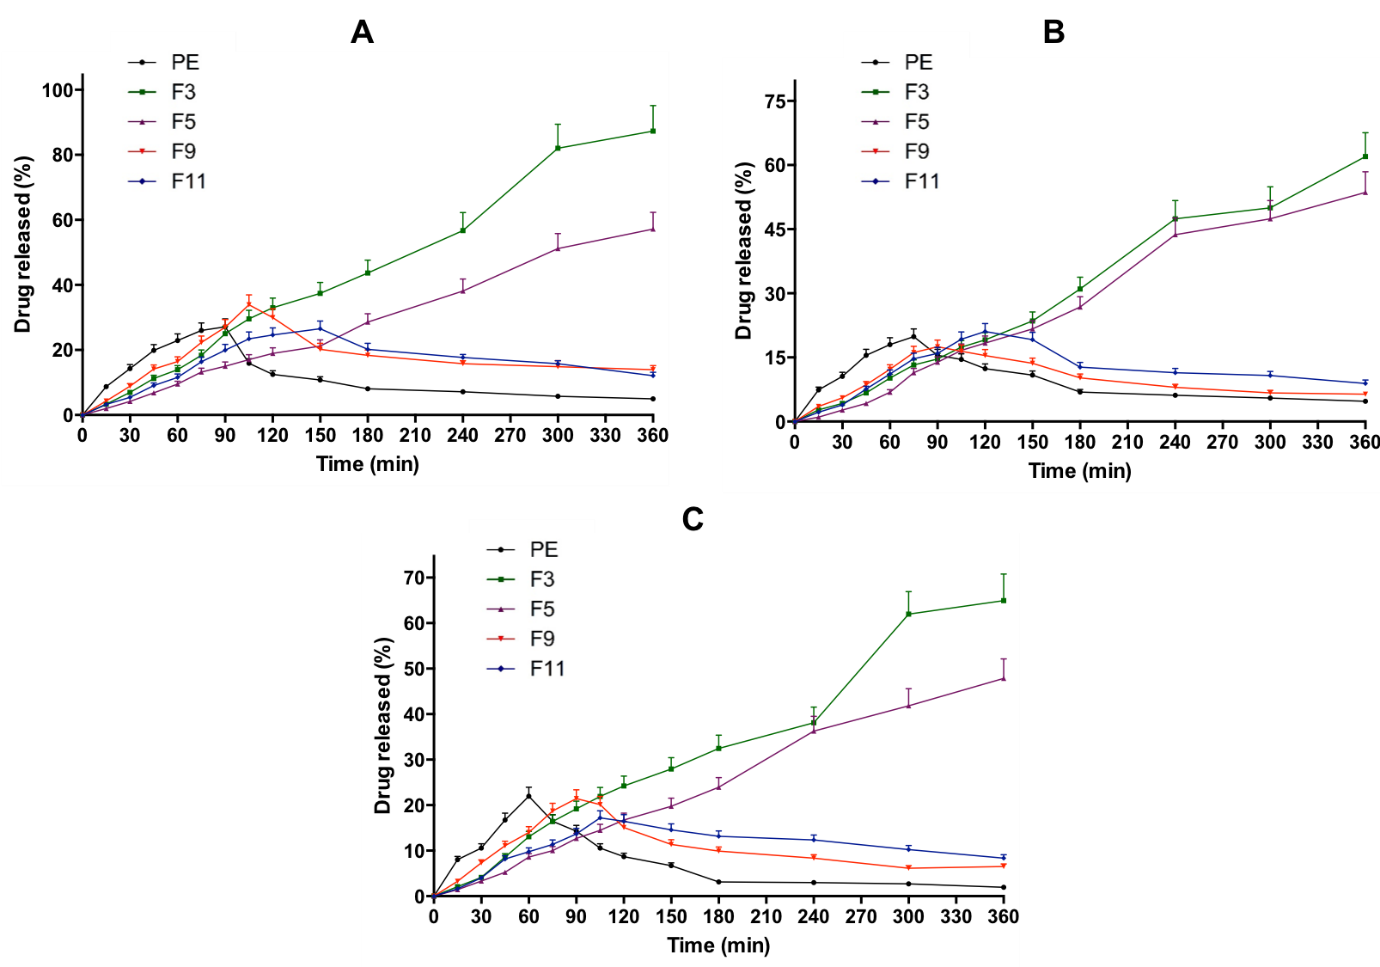 A
PE
F3
F5
F9
F11
Drug released (%)
100
80
60
40
20
0
0 30 60 90 120 150 180 210 240 270 300 330 360
Time (min)
B
PE
F3
F5
F9
F11
Drug released (%)
75
60
45
30
15
0
0 30 60 90 120 150 180 210 240 270 300 330 360
Time (min)
C
PE
F3
F5
F9
F11
Drug released (%)
70
60
50
40
30
20
10
0
0 30 60 90 120 150 180 210 240 270 300 330 360
Time (min)